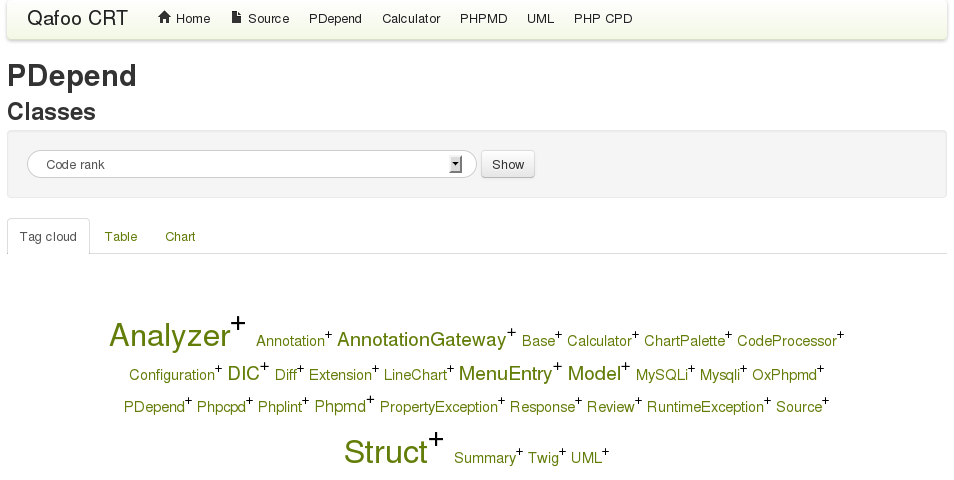 Qafoo CRT Home Source PDepend Calculator PHPMD UML PHP CPD
PDepend
Classes
Code rank Show
Tag cloud Table Chart
Analyzer+ Annotation+ AnnotationGateway+ Base+ Calculator+ ChartPalette+ CodeProcessor+
Configuration+ DIC+ Diff+ Extension+ LineChart+ MenuEntry+ Model+ MySQLi+ Mysqli+ OxPhpmd+
PDepend+ Phpcpd+ Phplint+ Phpmd+ PropertyException+ Response+ Review+ RuntimeException+ Source+
Struct+ Summary+ Twig+ UML+